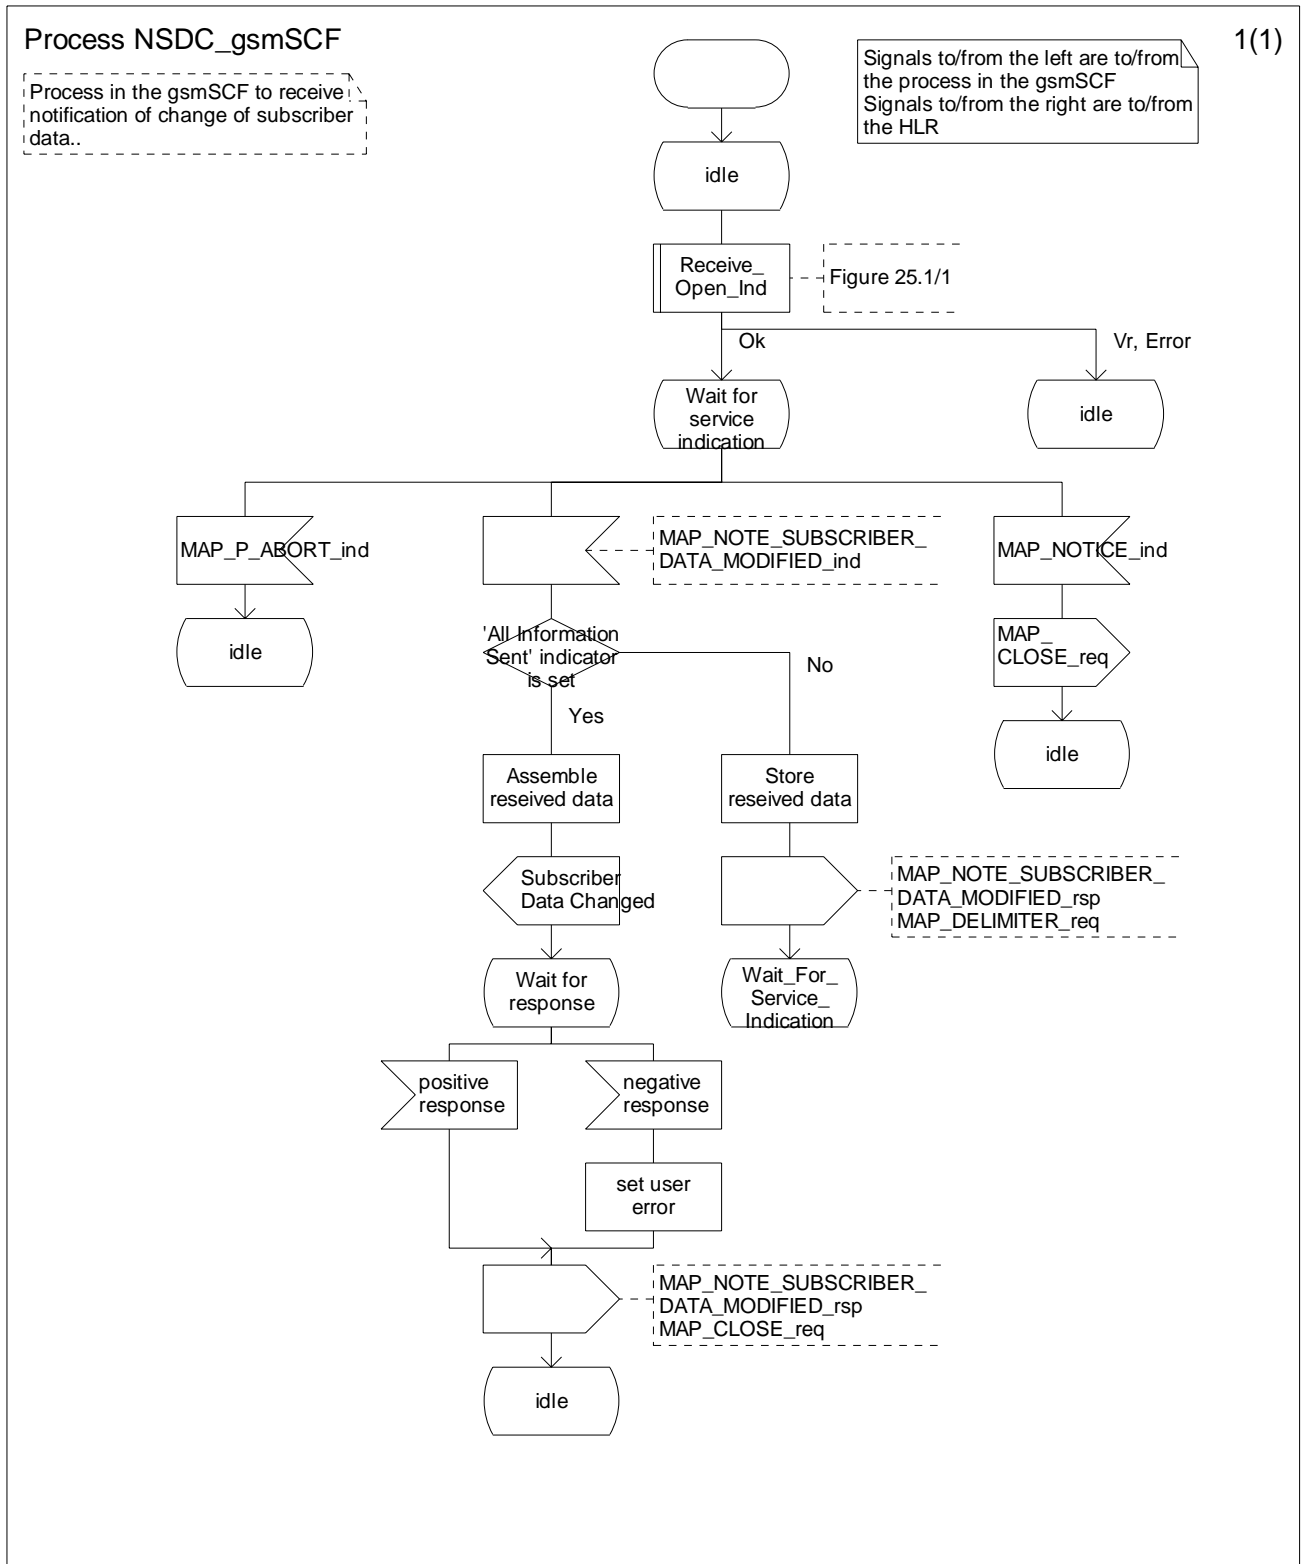 Process NSDC_gsmSCF
1(1)
Process in the gsmSCF to receive
notification of change of subscriber
data..
Signals to/from the left are to/from
the process in the gsmSCF
Signals to/from the right are to/from
the HLR
idle
Receive_
Open_Ind
Figure 25.1/1
Ok
Vr, Error
Wait for
service
indication
idle
MAP_P_ABORT_ind
MAP_NOTE_SUBSCRIBER_
DATA_MODIFIED_ind
MAP_NOTICE_ind
idle
'All Information
Sent' indicator
is set
No
MAP_
CLOSE_req
Yes
idle
Assemble
reseived data
Store
reseived data
Subscriber
Data Changed
MAP_NOTE_SUBSCRIBER_
DATA_MODIFIED_rsp
MAP_DELIMITER_req
Wait for
response
Wait_For_
Service_
Indication
positive
response
negative
response
set user
error
MAP_NOTE_SUBSCRIBER_
DATA_MODIFIED_rsp
MAP_CLOSE_req
idle